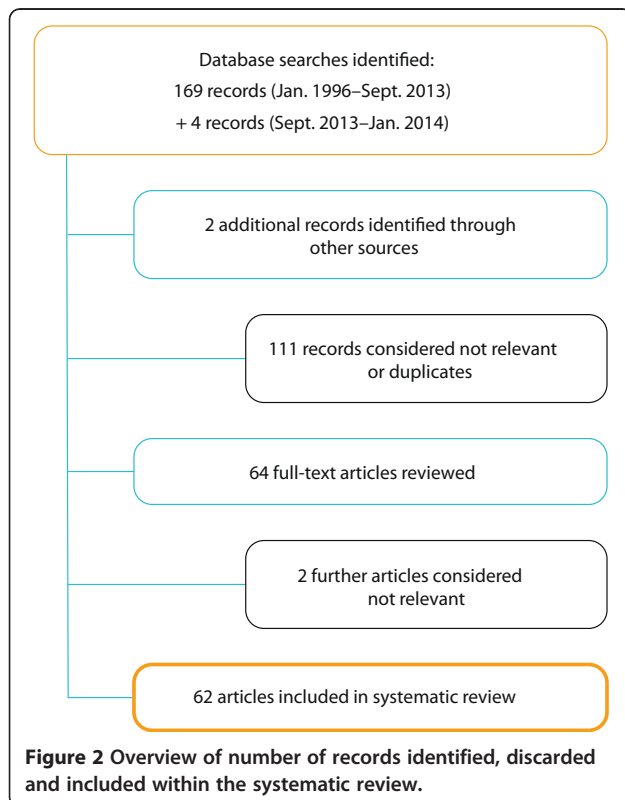 Database searches identified:
169 records (Jan. 1996–Sept. 2013)
+ 4 records (Sept. 2013–Jan. 2014)
2 additional records identified through
other sources
111 records considered not relevant
or duplicates
64 full-text articles reviewed
2 further articles considered
not relevant
62 articles included in systematic review
Figure 2 Overview of number of records identified, discarded
and included within the systematic review.